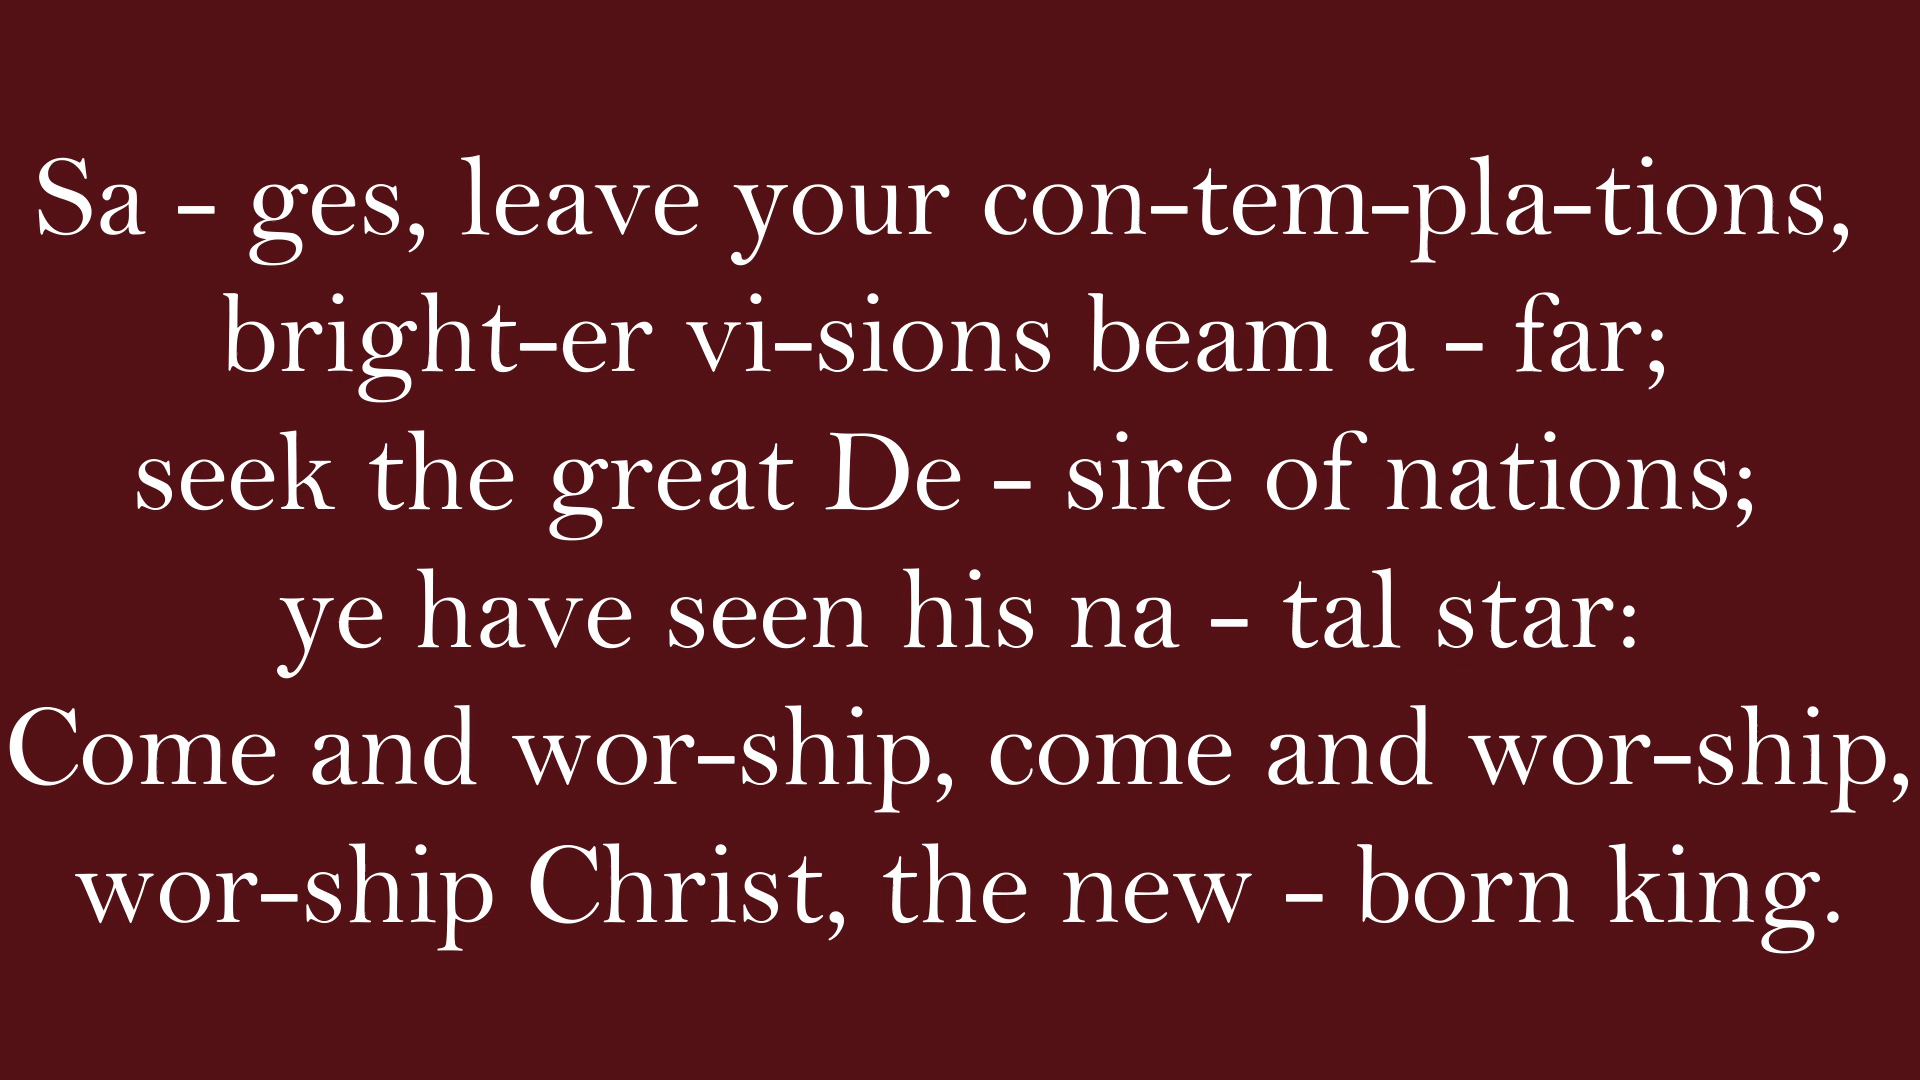 Sa - ges, leave your con-tem-pla-tions,
bright-er vi-sions beam a - far;
seek the great De - sire of nations;
ye have seen his na - tal star:
Come and wor-ship, come and wor-ship,
wor-ship Christ, the new - born king.